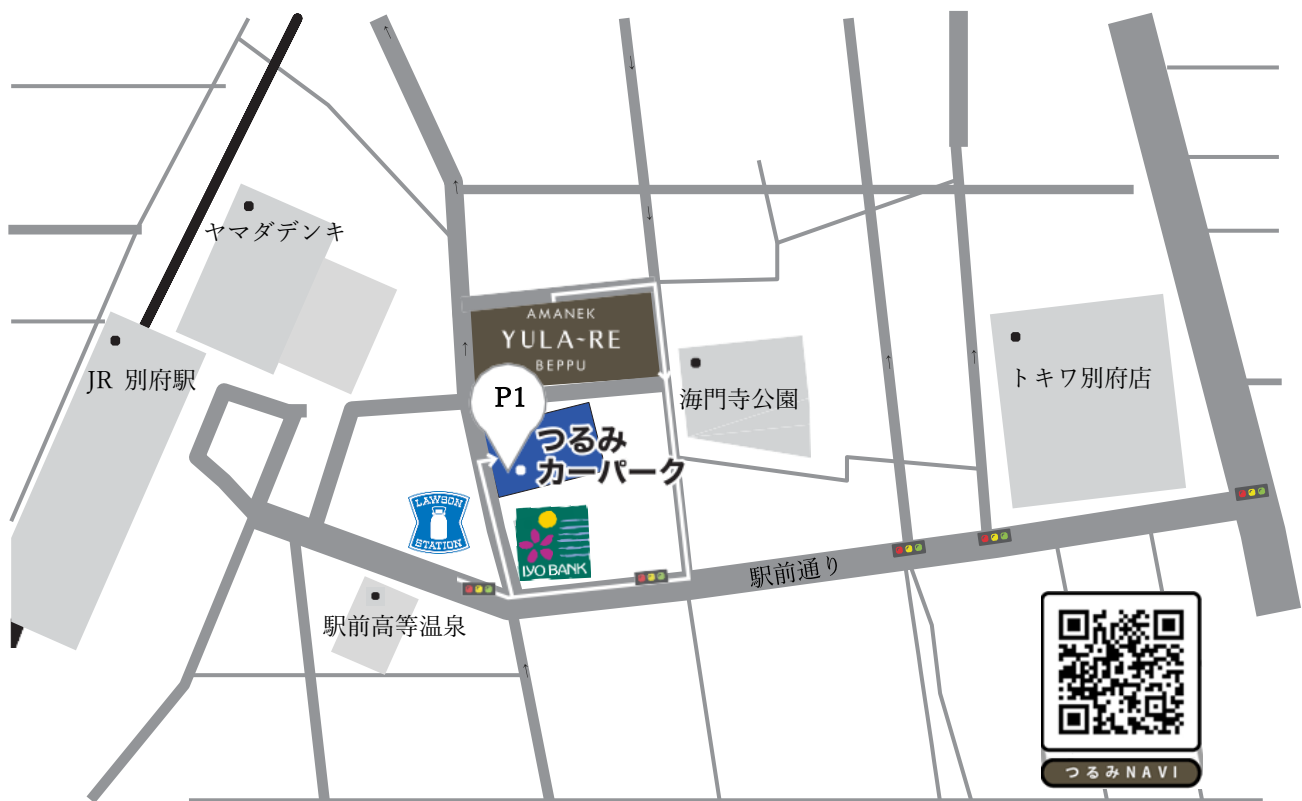 ヤマダデンキ
AMANEK
YULA~RE
BEPPU
JR 別府駅
P1
海門寺公園
トキワ別府店
つるみ
カーパーク
LAWSON
STATION
IYO BANK
駅前通り
駅前高等温泉
つるみNAVI